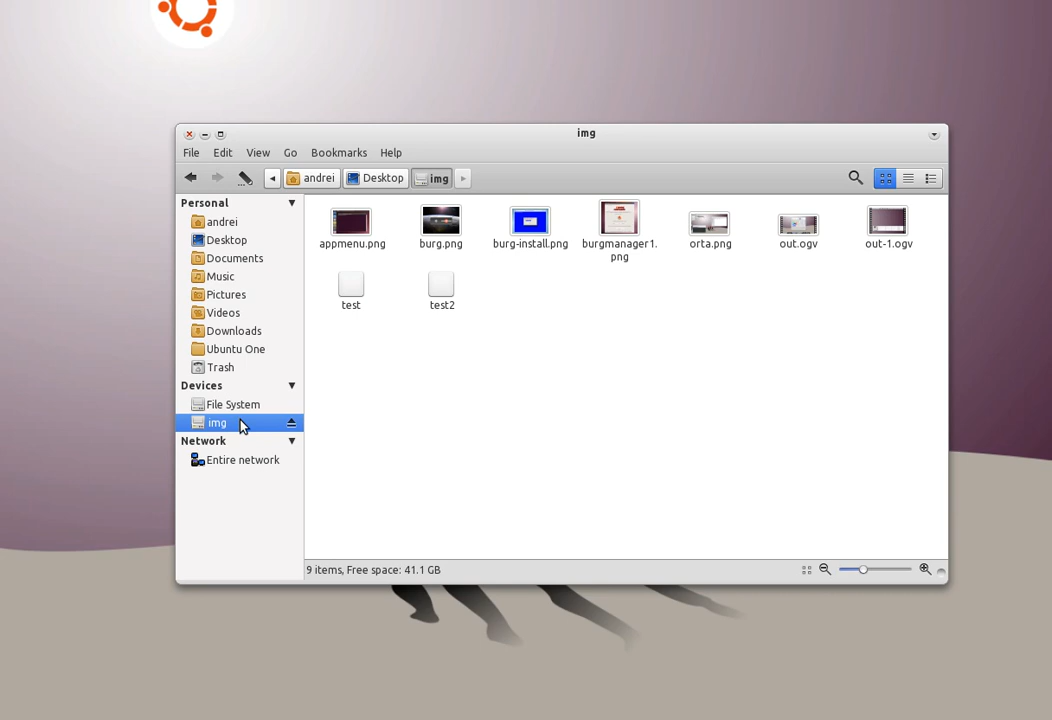 img
File Edit View Go Bookmarks Help
andrei Desktop img
Personal
andrei
Desktop
Documents
Music
Pictures
Videos
Downloads
Ubuntu One
Trash
Devices
File System
img
Network
Entire network
appmenu.png burg.png burg-install.png burgmanager1. orta.png out.ogv out-1.ogv
png
test test2
9 items, Free space: 41.1 GB